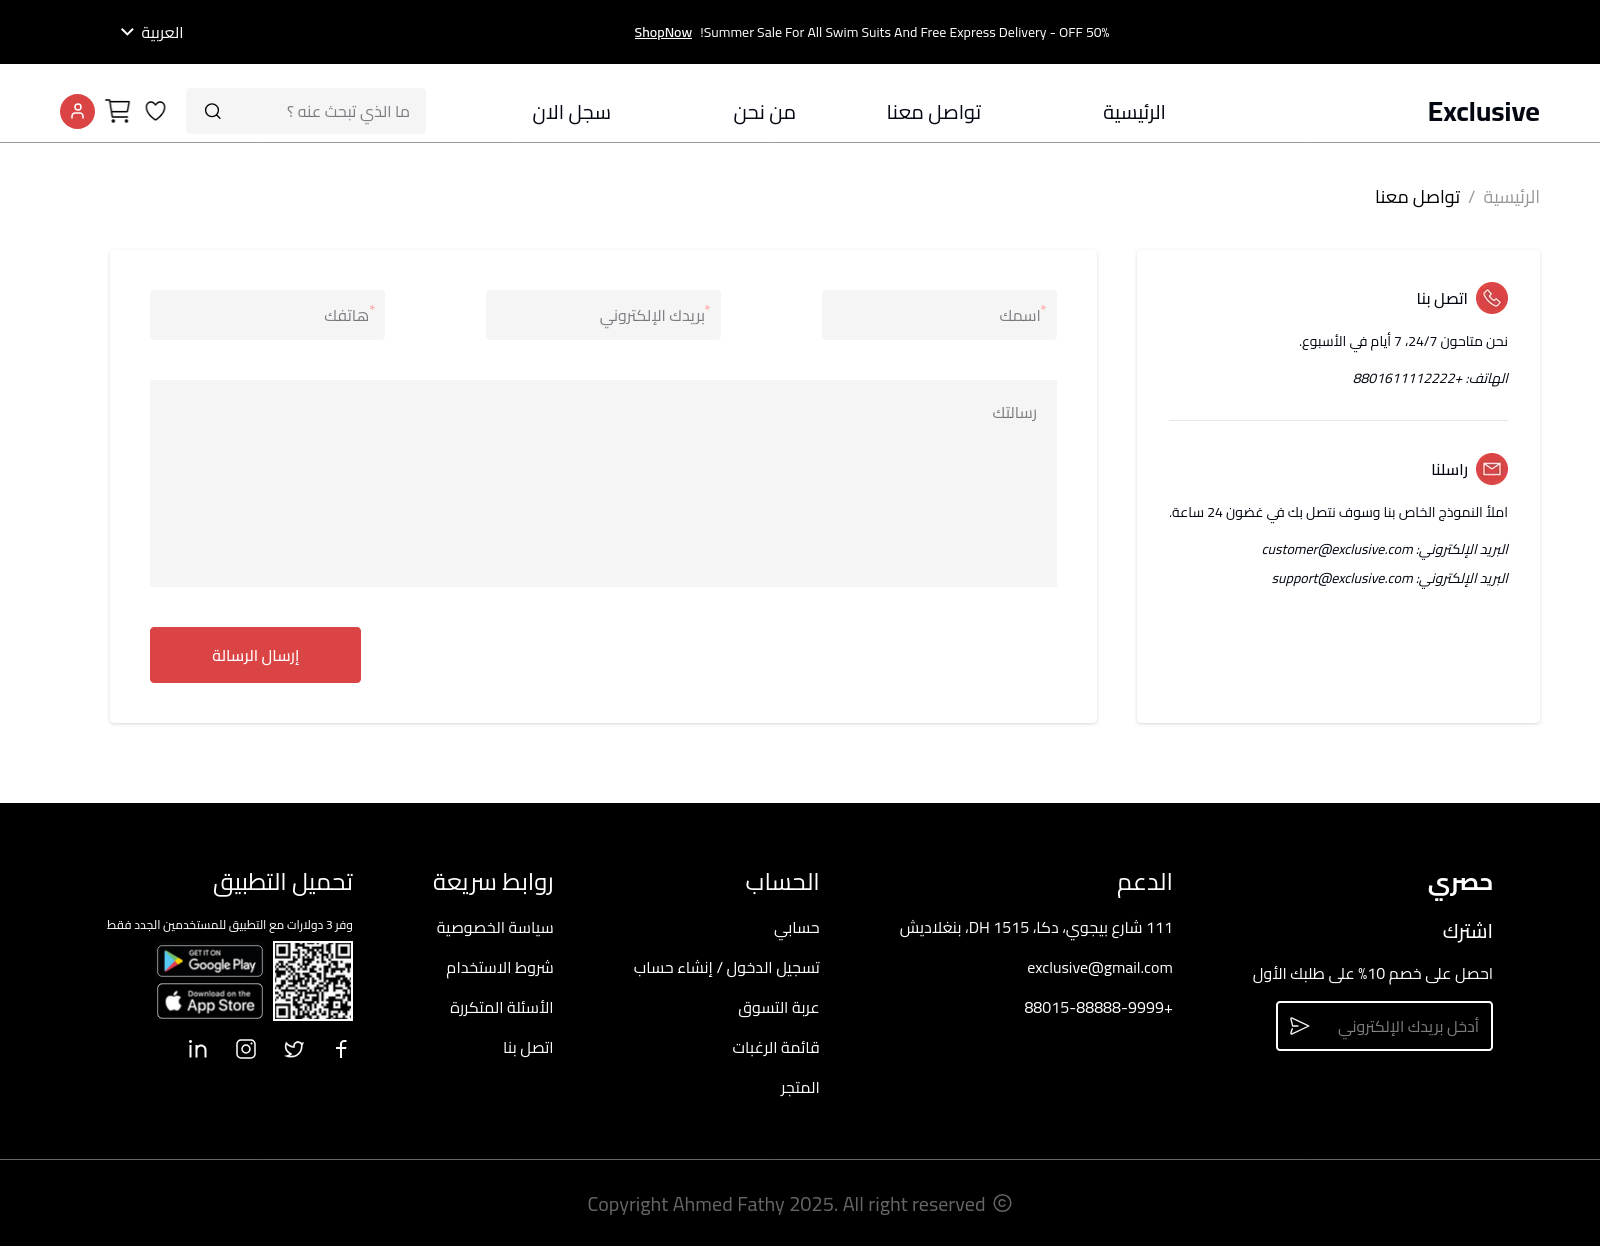 Summer Sale For All Swim Suits And Free Express Delivery - OFF 50%! ShopNow
العربية
Exclusive
الرئيسية
تواصل معنا
من نحن
سجل الان
ما الذي تبحث عنه ؟
الرئيسية / تواصل معنا
اتصل بنا
نحن متاحون 24/7، 7 أيام في الأسبوع.
الهاتف: +8801611112222
راسلنا
املأ النموذج الخاص بنا وسوف نتصل بك في غضون 24 ساعة.
البريد الإلكتروني: customer@exclusive.com
البريد الإلكتروني: support@exclusive.com
اسمك*
بريدك الإلكتروني*
هاتفك*
رسالتك
إرسال الرسالة
حصري
اشترك
احصل على خصم 10% على طلبك الأول
أدخل بريدك الإلكتروني
الدعم
111 شارع بيجوي، دكا، DH 1515، بنغلاديش
exclusive@gmail.com
+88015-88888-9999
الحساب
حسابي
تسجيل الدخول / إنشاء حساب
عربة التسوق
قائمة الرغبات
المتجر
روابط سريعة
سياسة الخصوصية
شروط الاستخدام
الأسئلة المتكررة
اتصل بنا
تحميل التطبيق
وفر 3 دولارات مع التطبيق للمستخدمين الجدد فقط
GET IT ON
Google Play
Download on the
App Store
© Copyright Ahmed Fathy 2025. All right reserved